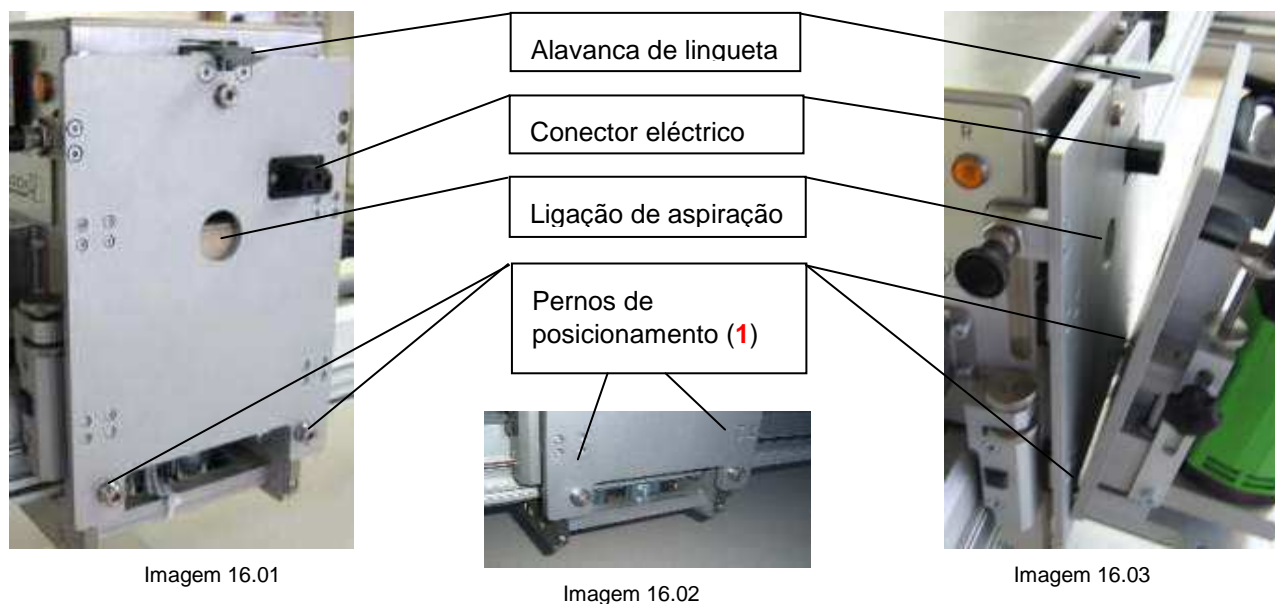 Alavanca de lingueta
Conector eléctrico
Ligação de aspiração
Pernos de
posicionamento (1)
R
Imagem 16.01
Imagem 16.02
Imagem 16.03